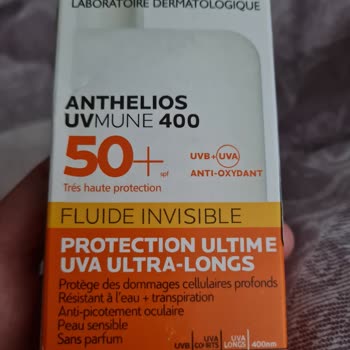 LABORATOIRE DERMATOLOGIQUE
ANTHELIOS
UVMUNE 400
50+ spf
UVB+UVA
ANTI-OXYDANT
Trés haute protection
FLUIDE INVISIBLE
PROTECTION ULTIME
UVA ULTRA-LONGS
Protège des dommages cellulaires profonds
Résistant à l'eau + transpiration
Anti-picotement oculaire
Peau sensible
Sans parfum
UVB UVA COURTS UVA LONGS 400nm